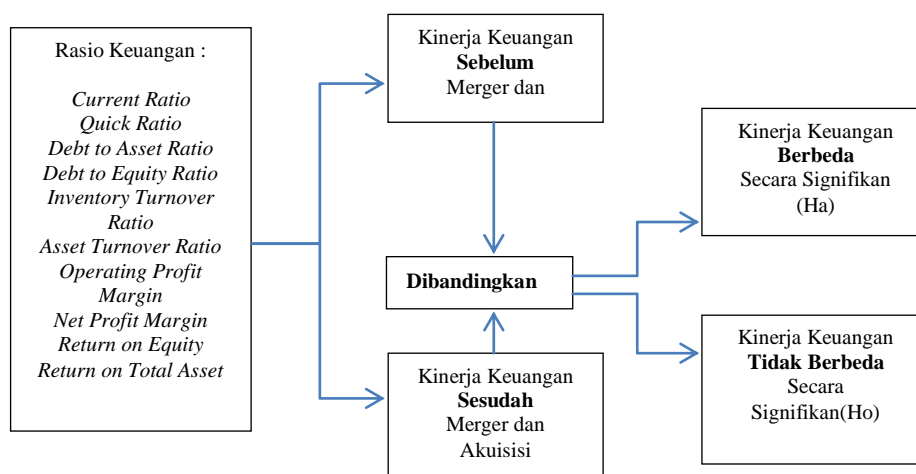 Rasio Keuangan :
Current Ratio
Quick Ratio
Debt to Asset Ratio
Debt to Equity Ratio
Inventory Turnover
Ratio
Asset Turnover Ratio
Operating Profit
Margin
Net Profit Margin
Return on Equity
Return on Total Asset
Kinerja Keuangan
Sebelum
Merger dan
Dibandingkan
Kinerja Keuangan
Sesudah
Merger dan
Akuisisi
Kinerja Keuangan
Berbeda
Secara Signifikan
(Ha)
Kinerja Keuangan
Tidak Berbeda
Secara
Signifikan(Ho)